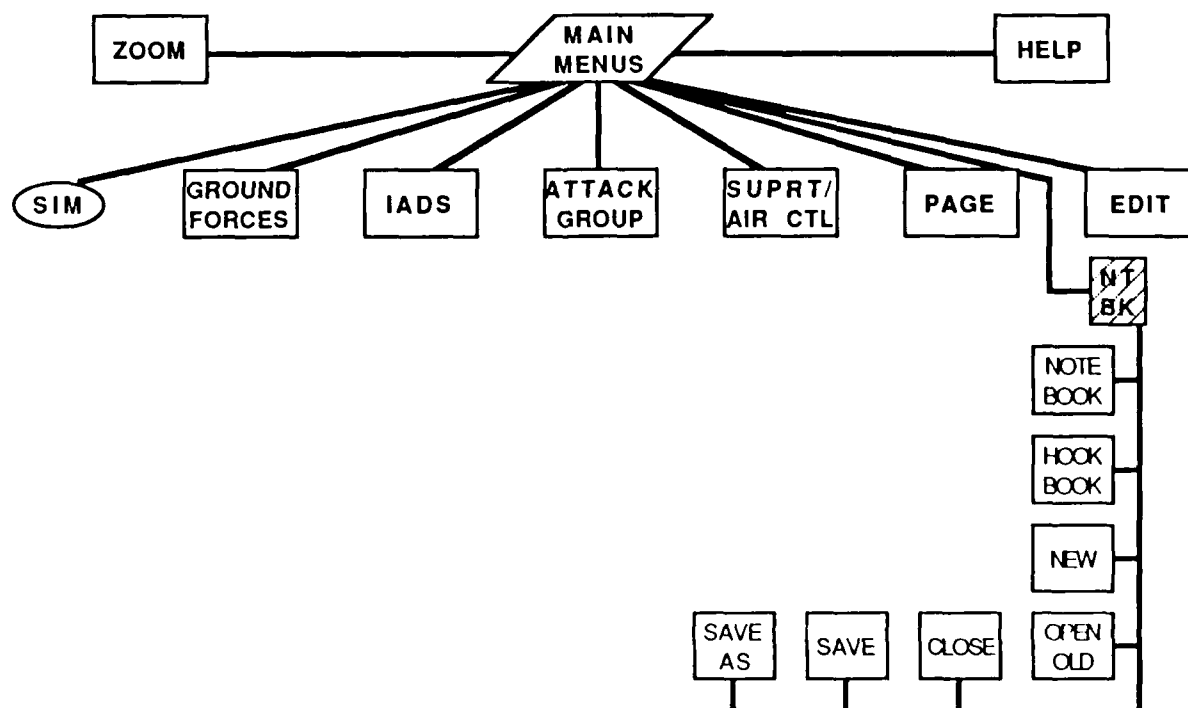 ZOOM
MAIN
MENUS
HELP
SIM
GROUND
FORCES
IADS
ATTACK
GROUP
SUPRT/
AIR CTL
PAGE
EDIT
NT
BK
NOTE
BOOK
HOOK
BOOK
NEW
SAVE
AS
SAVE
CLOSE
OPEN
OLD